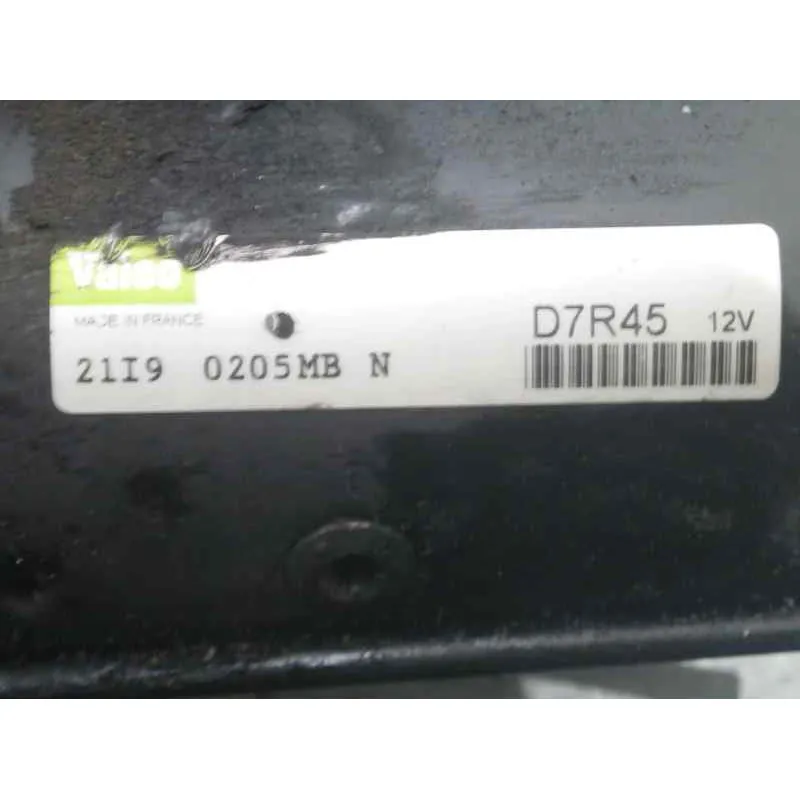 Valeo
MADE IN FRANCE
D7R45 12V
21I9 0205MB N